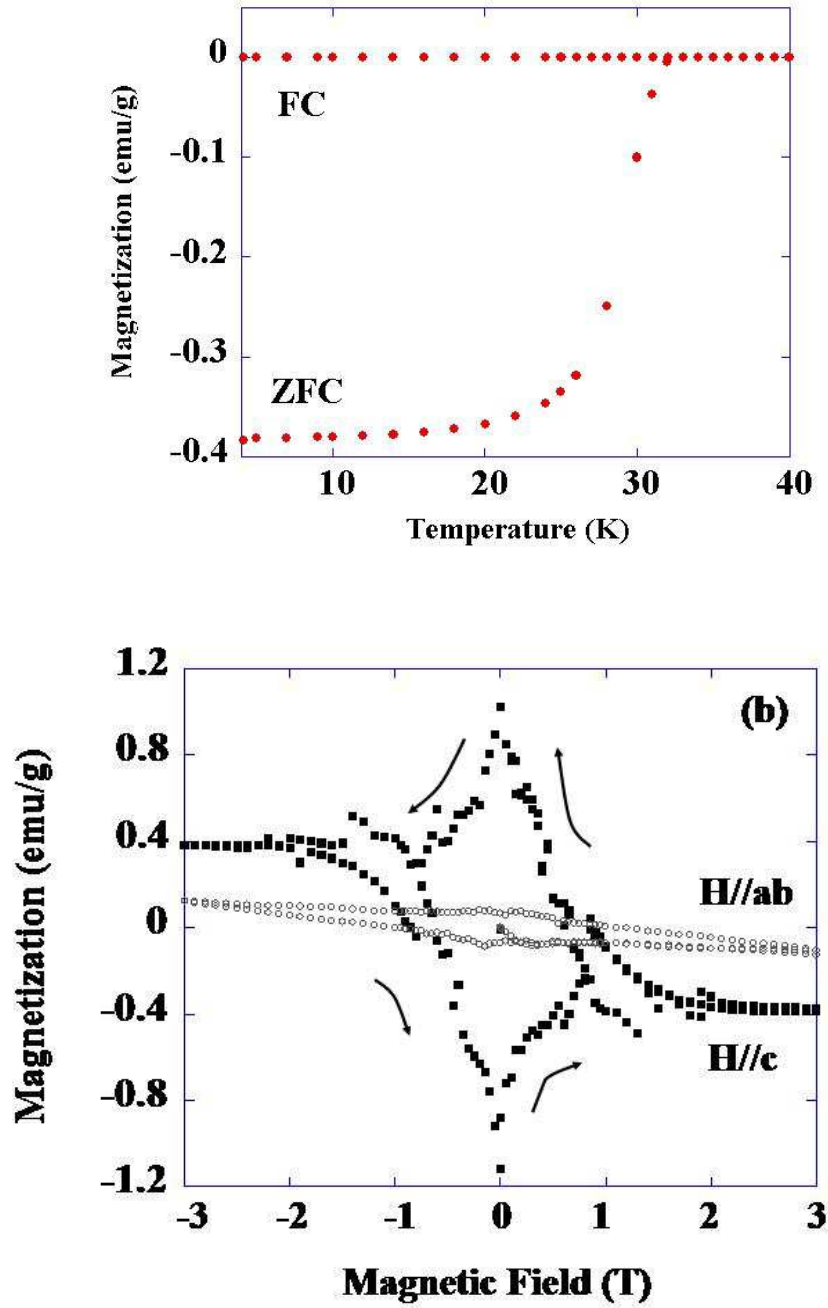 0
-0.1
-0.2
-0.3
-0.4
Magnetization (emu/g)
FC
ZFC
10 20 30 40
Temperature (K)
1.2
0.8
0.4
0
-0.4
-0.8
-1.2
Magnetization (emu/g)
(b)
H//ab
H//c
-3 -2 -1 0 1 2 3
Magnetic Field (T)